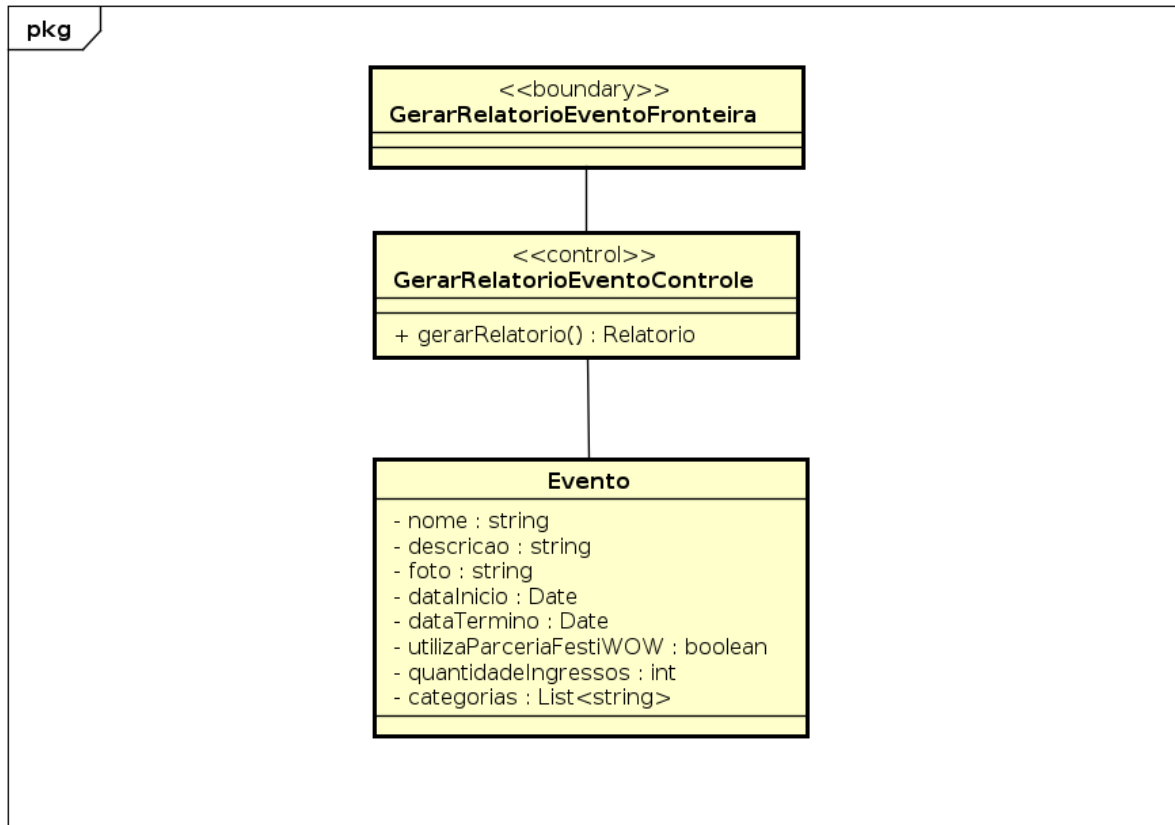 pkg
<<boundary>>
GerarRelatorioEventoFronteira
<<control>>
GerarRelatorioEventoControle
+ gerarRelatorio() : Relatorio
Evento
- nome : string
- descricao : string
- foto : string
- dataInicio : Date
- dataTermino : Date
- utilizaParceriaFestiWOW : boolean
- quantidadeIngressos : int
- categorias : List<string>